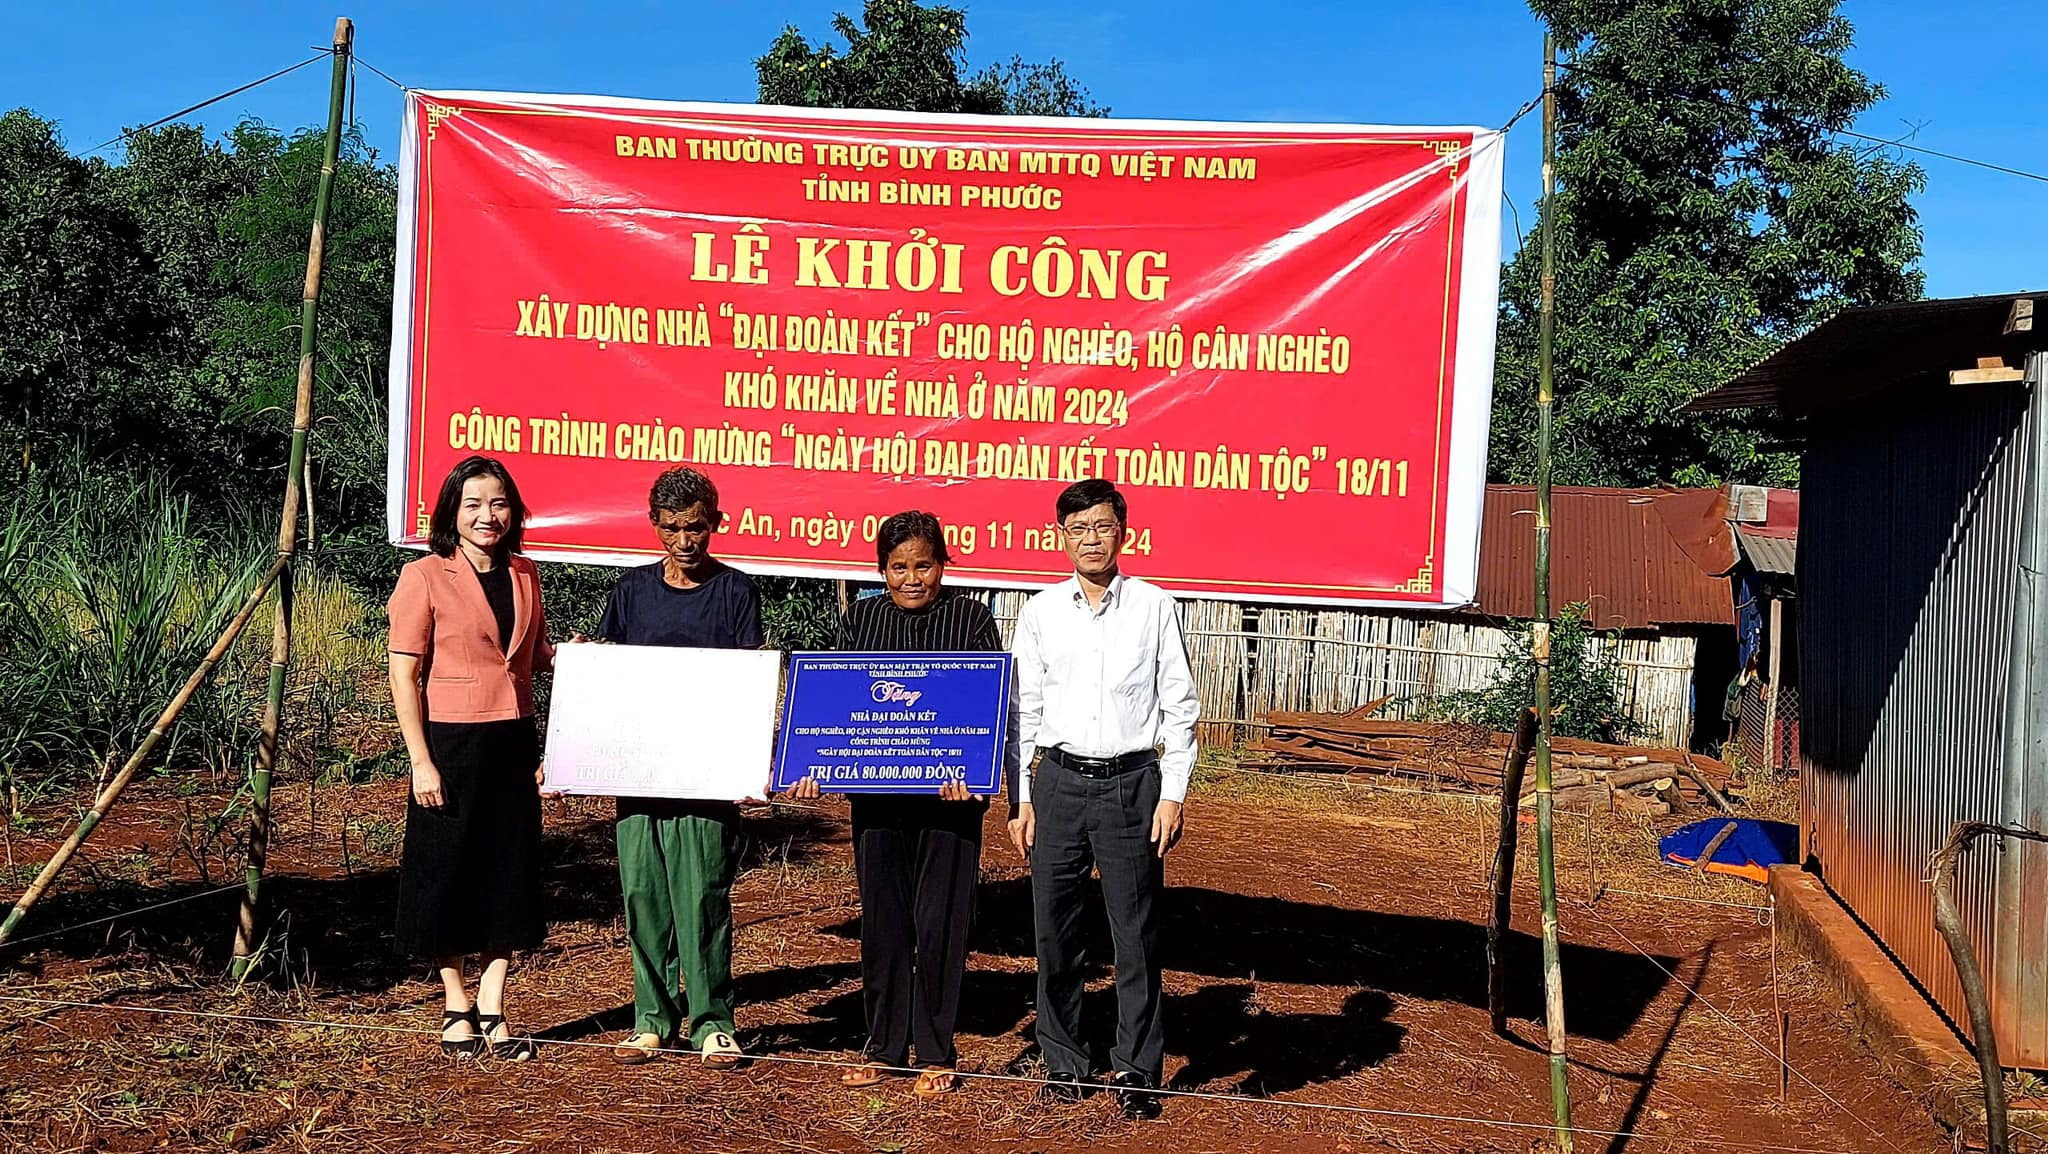 BAN THƯỜNG TRỰC UY BAN MTTQ VIỆT NAM
TỈNH BÌNH PHƯỚC
LỄ KHỞI CÔNG
XÂY DỰNG NHÀ “ĐẠI ĐOÀN KẾT” CHO HỘ NGHÈO, HỘ CẬN NGHÈO
KHÓ KHĂN VỀ NHÀ Ở NĂM 2024
CÔNG TRÌNH CHÀO MỪNG “NGÀY HỘI ĐẠI ĐOÀN KẾT TOÀN DÂN TỘC” 18/11
An, ngày 11
BAN THƯỜNG TRỰC ỦY BAN MẶT TRẬN TỔ QUỐC VIỆT NAM
TỈNH BÌNH PHƯỚC
Tặng
NHÀ ĐẠI ĐOÀN KẾT
CHO HỘ NGHÈO, HỘ CẬN NGHÈO KHÓ KHĂN VỀ NHÀ Ở NĂM 2024
CÔNG TRÌNH CHÀO MỪNG
“NGÀY HỘI ĐẠI ĐOÀN KẾT TOÀN DÂN TỘC” 18/11
TRỊ GIÁ 80.000.000 ĐỒNG
TRỊ GIÁ